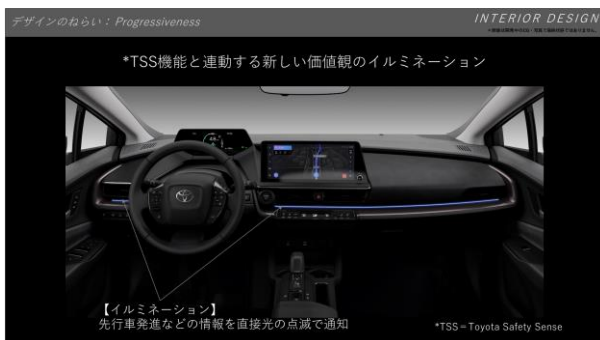 デザインのねらい：Progressiveness
INTERIOR DESIGN
*TSS機能と連動する新しい価値観のイルミネーション
【イルミネーション】
先行車発進などの情報を直接光の点滅で通知
*TSS＝Toyota Safety Sense